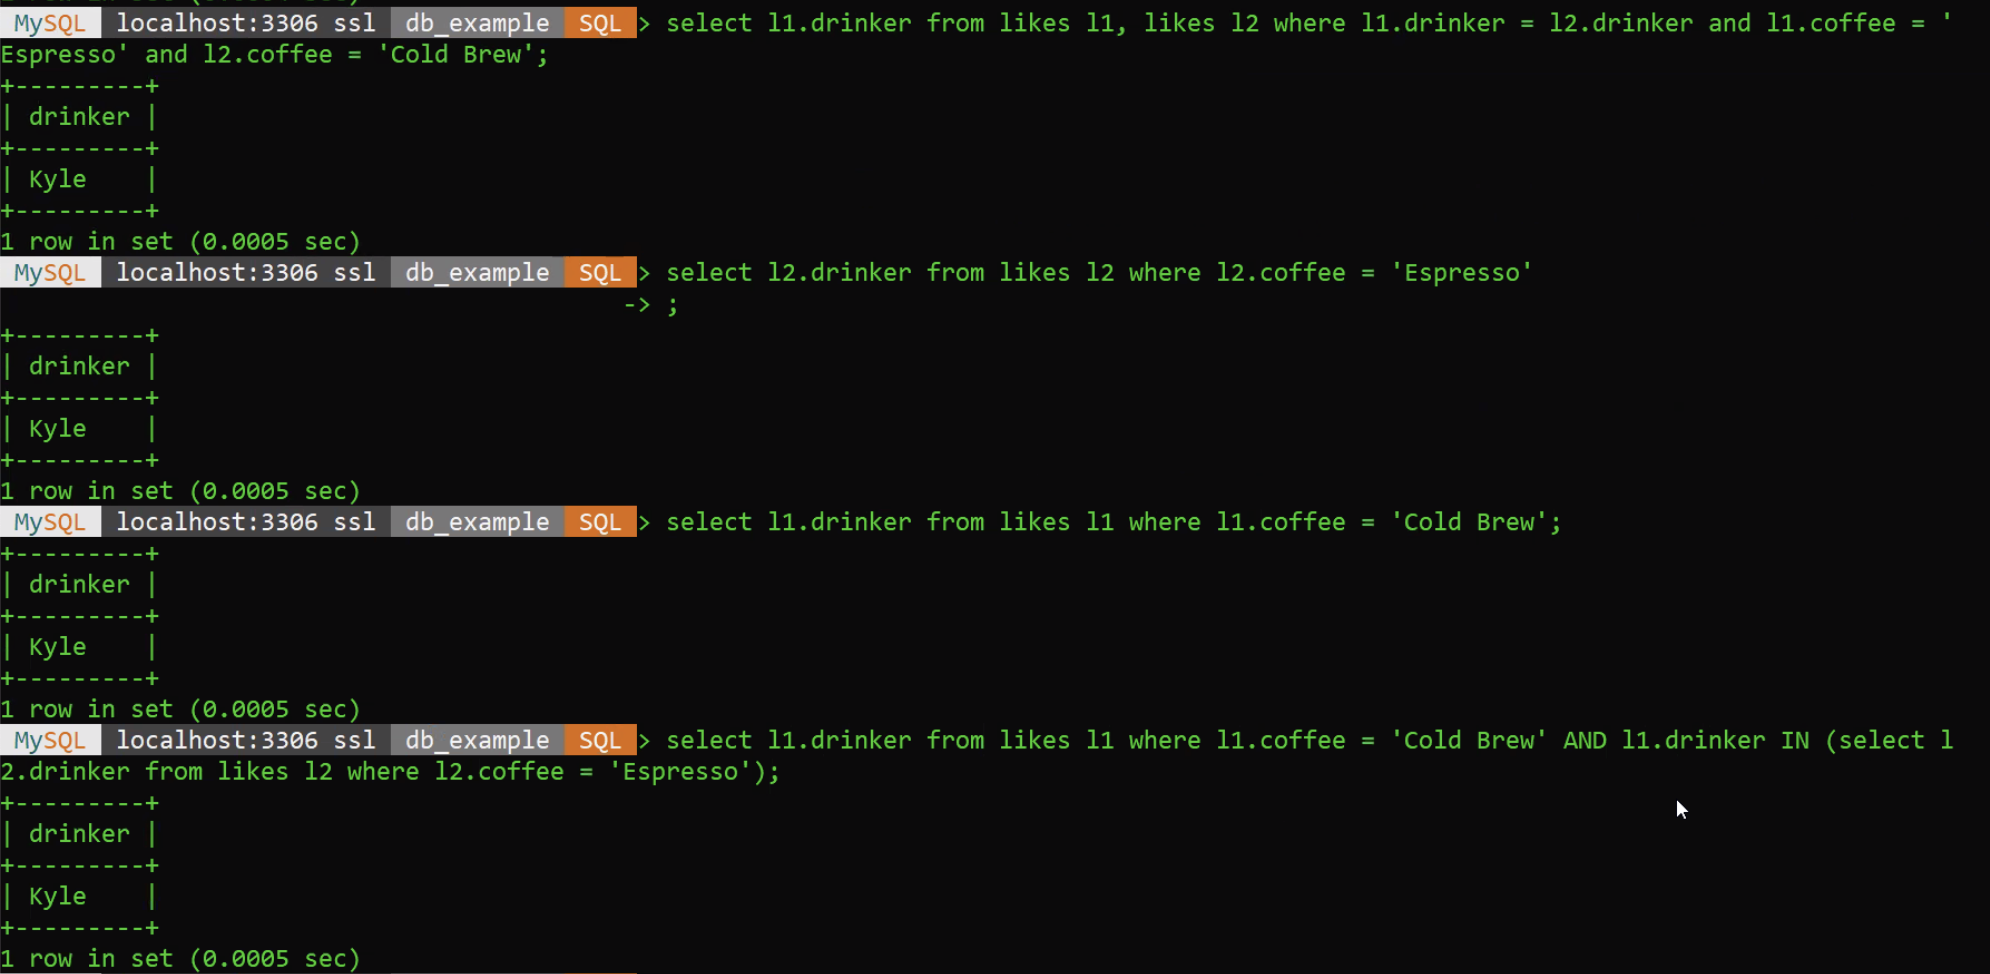 MySQL localhost:3306 ssl db_example SQL > select l1.drinker from likes l1, likes l2 where l1.drinker = l2.drinker and l1.coffee = '
Espresso' and l2.coffee = 'Cold Brew';
+---------+
| drinker |
+---------+
| Kyle    |
+---------+
1 row in set (0.0005 sec)
MySQL localhost:3306 ssl db_example SQL > select l2.drinker from likes l2 where l2.coffee = 'Espresso'
-> ;
+---------+
| drinker |
+---------+
| Kyle    |
+---------+
1 row in set (0.0005 sec)
MySQL localhost:3306 ssl db_example SQL > select l1.drinker from likes l1 where l1.coffee = 'Cold Brew';
+---------+
| drinker |
+---------+
| Kyle    |
+---------+
1 row in set (0.0005 sec)
MySQL localhost:3306 ssl db_example SQL > select l1.drinker from likes l1 where l1.coffee = 'Cold Brew' AND l1.drinker IN (select l
2.drinker from likes l2 where l2.coffee = 'Espresso');
+---------+
| drinker |
+---------+
| Kyle    |
+---------+
1 row in set (0.0005 sec)